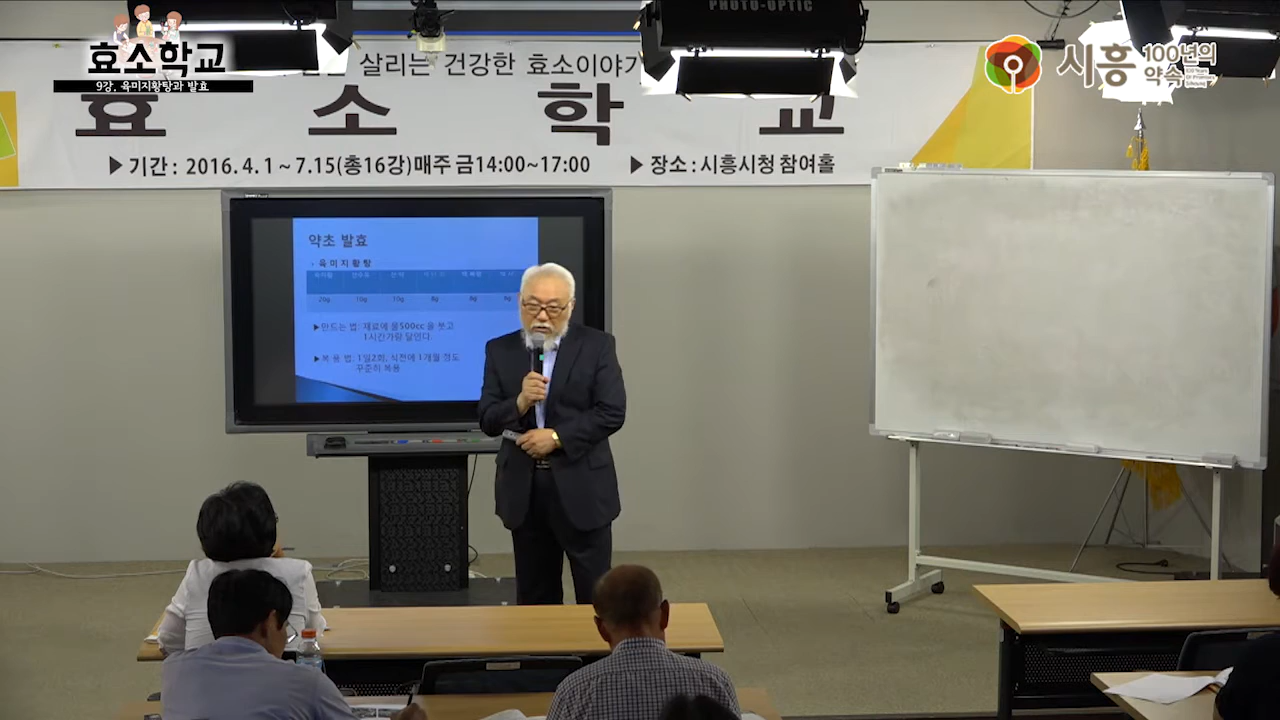 PHOTO-OPTIC
효소학교
9강. 육미지황탕과 발효
시흥
100년의
약속
살리는 건강한 효소이야기
효소학교
▶기간 : 2016. 4. 1 ~ 7.15(총16강) 매주 금14:00~17:00
▶장소 : 시흥시청 참여홀
약초 발효
육미지황탕
20g 10g 10g 8g 8g 8g
▶만드는 법: 재료에 물500cc 을 붓고
1시간가량 달인다.
▶복 용 법: 1일2회, 식전에 1개월 정도
꾸준히 복용